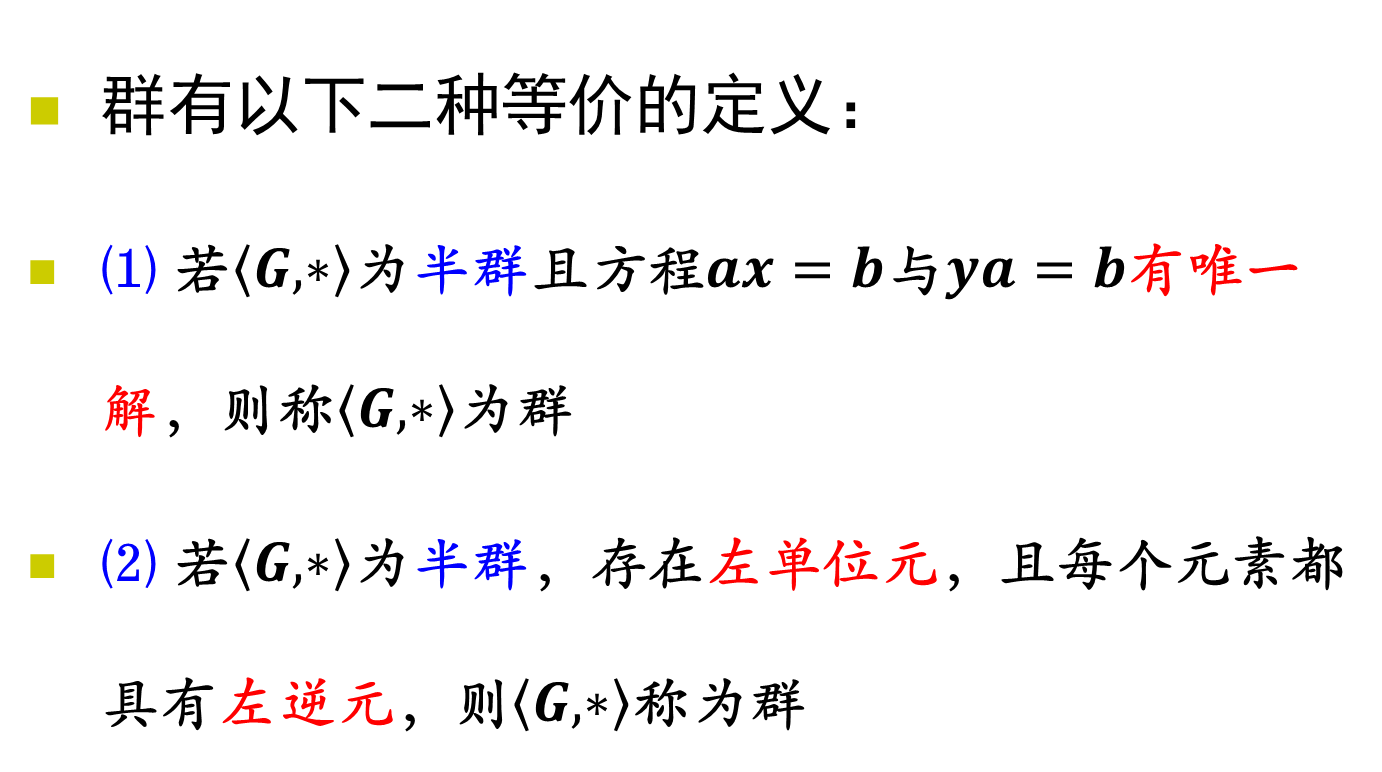 群有以下二种等价的定义：
(1) 若⟨G,∗⟩为半群且方程ax = b与ya = b有唯一
解，则称⟨G,∗⟩为群
(2) 若⟨G,∗⟩为半群，存在左单位元，且每个元素都
具有左逆元，则⟨G,∗⟩称为群